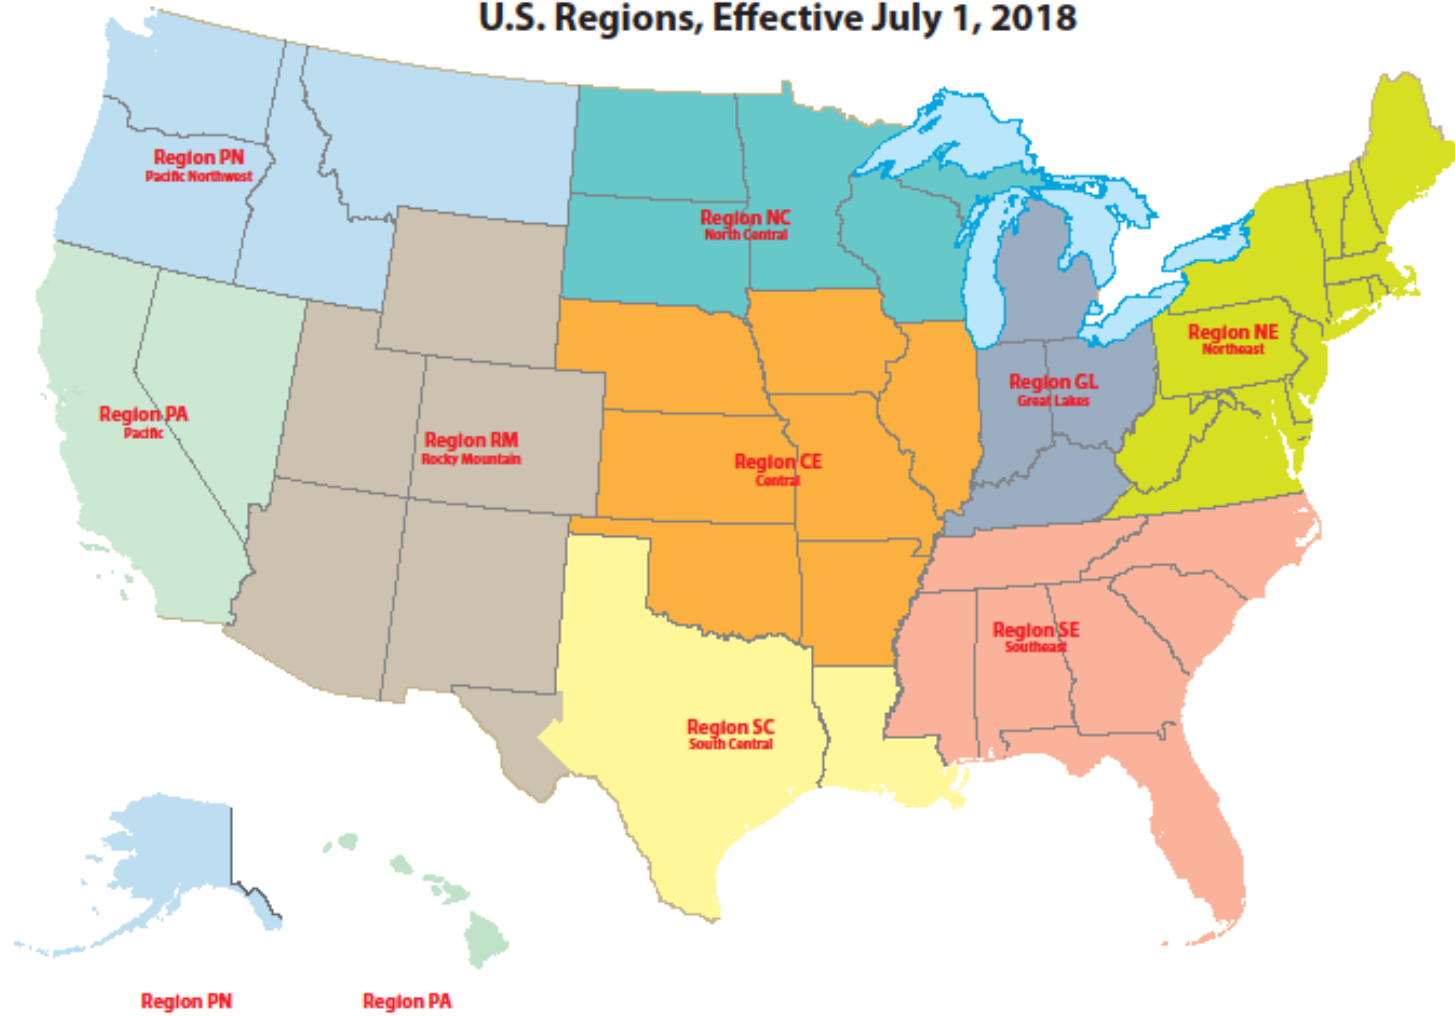 U.S. Regions, Effective July 1, 2018
Region PN
Pacific Northwest
Region NC
North Central
Region NE
Northeast
Region GL
Great Lakes
Region PA
Pacific
Region RM
Rocky Mountain
Region CE
Central
Region SE
Southeast
Region SC
South Central
Region PN
Region PA